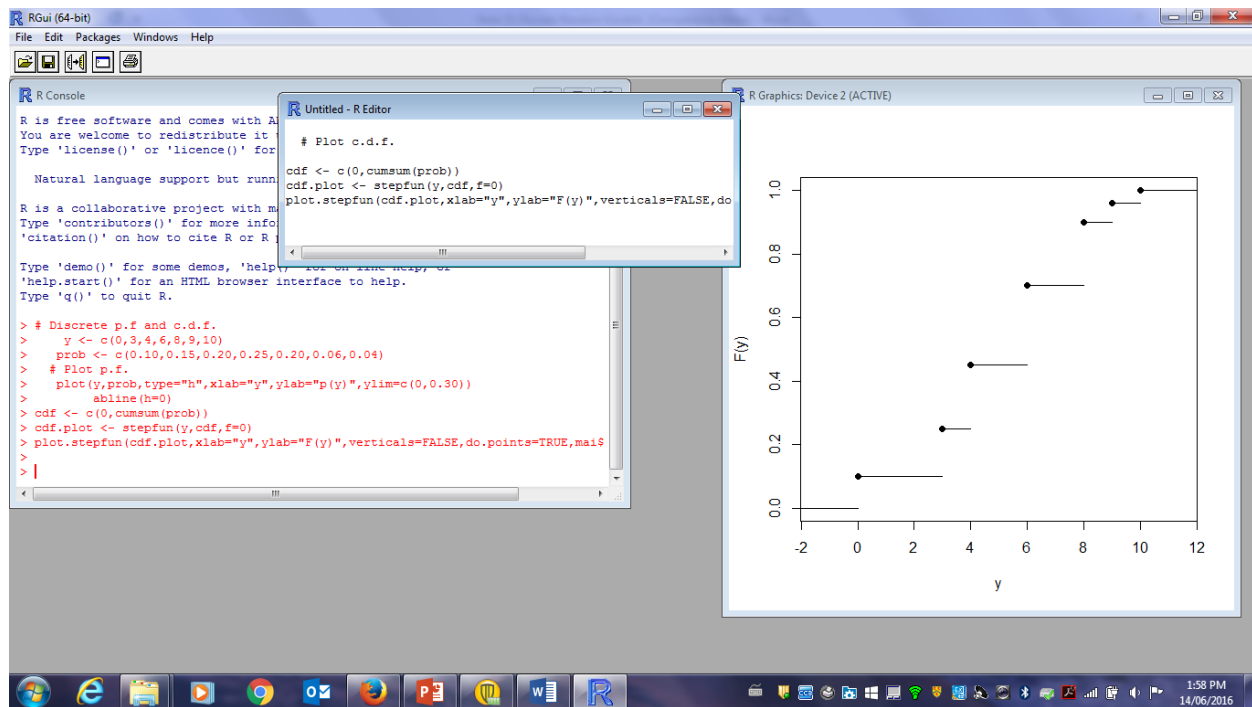 RGui (64-bit)
File Edit Packages Windows Help
R Console
R is free software and comes with
You are welcome to redistribute it
Type 'license()' or 'licence()' for
Natural language support but
R is a collaborative project with
Type 'contributors()' for more
'citation()' on how to cite R or R
Type 'demo()' for some demos, 'help()' for on-line help, or
'help.start()' for an HTML browser interface to help.
Type 'q()' to quit R.
> # Discrete p.f and c.d.f.
> y <- c(0,3,4,6,8,9,10)
> prob <- c(0.10,0.15,0.20,0.25,0.20,0.06,0.04)
> # Plot p.f.
> plot(y,prob,type="h",xlab="y",ylab="p(y)",ylim=c(0,0.30))
> abline(h=0)
> cdf <- c(0,cumsum(prob))
> cdf.plot <- stepfun(y,cdf,f=0)
> plot.stepfun(cdf.plot,xlab="y",ylab="F(y)",verticals=FALSE,do.points=TRUE,mai$
>
>
Untitled - R Editor
# Plot c.d.f.
cdf <- c(0,cumsum(prob))
cdf.plot <- stepfun(y,cdf,f=0)
plot.stepfun(cdf.plot,xlab="y",ylab="F(y)",verticals=FALSE,do
R Graphics: Device 2 (ACTIVE)
1.0
0.8
0.6
0.4
0.2
0.0
F(y)
-2 0 2 4 6 8 10 12
y
1:58 PM
14/06/2016